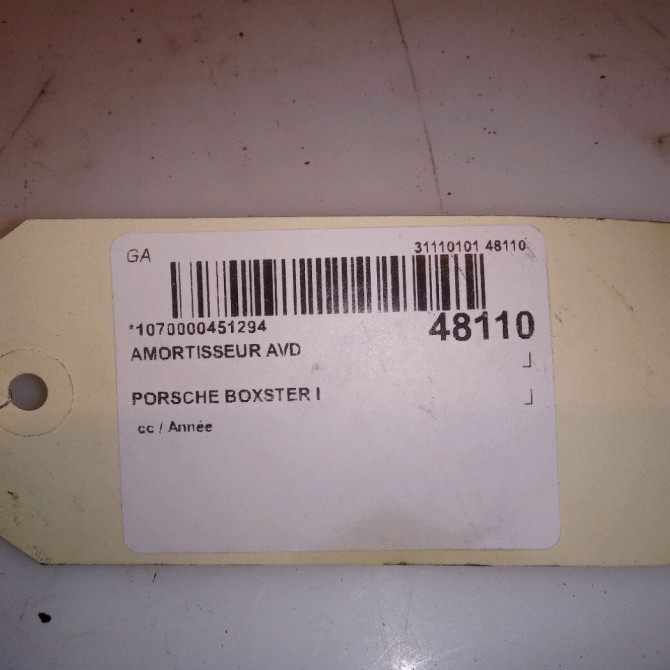 GA
31110101 48110
*1070000451294
48110
AMORTISSEUR AVD
PORSCHE BOXSTER I
cc / Année